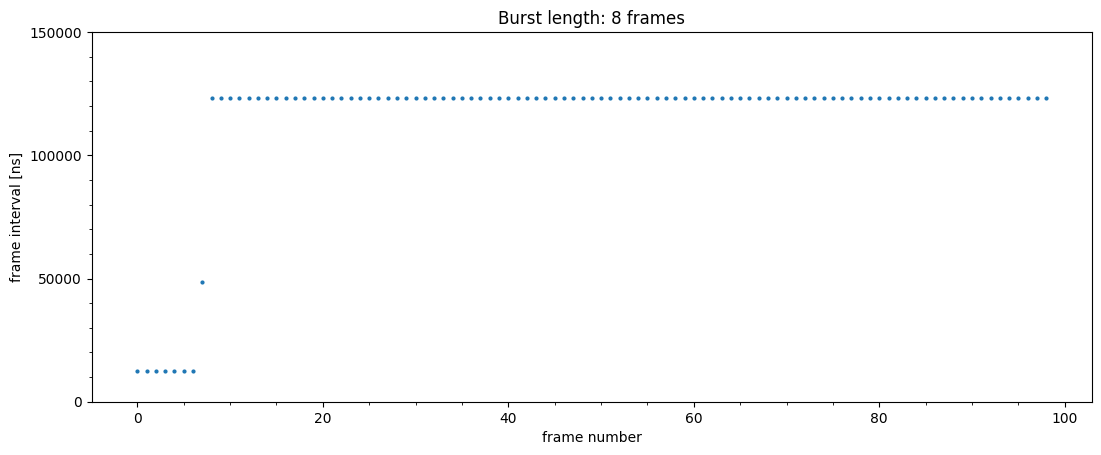 Burst length: 8 frames
150000
100000
50000
0
frame interval [ns]
0 20 40 60 80 100
frame number